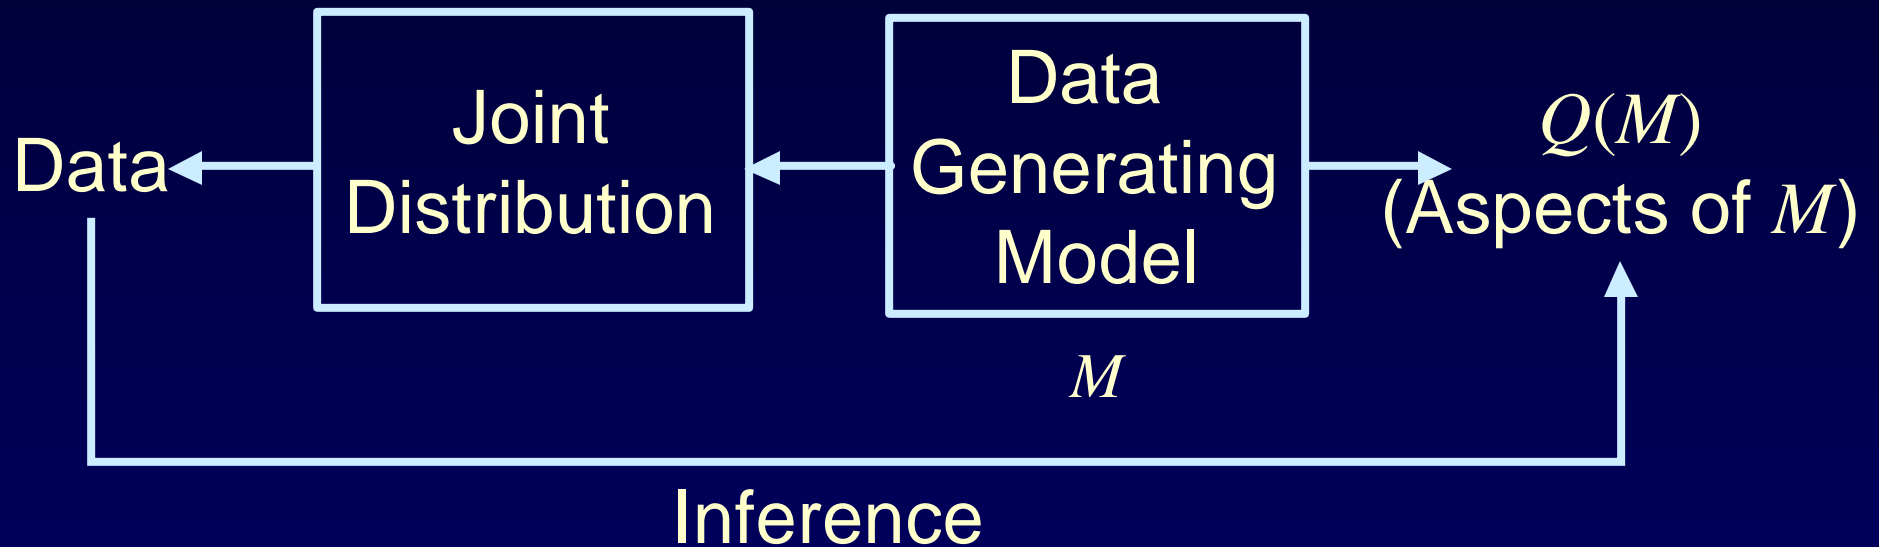 Data
Joint
Distribution
Data
Generating
Model
M
Q(M)
(Aspects of M)
Inference